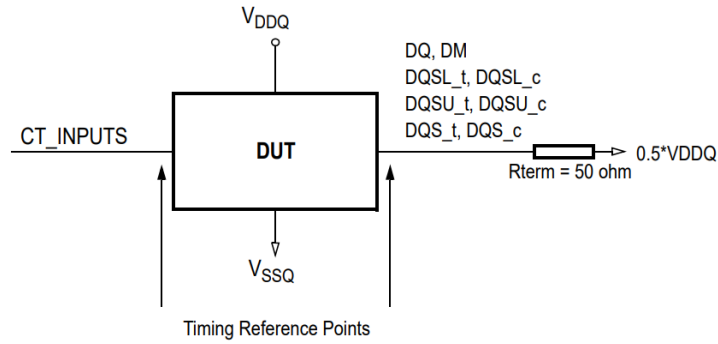 VDDQ
DQ, DM
DQSL_t, DQSL_c
DQSU_t, DQSU_c
DQS_t, DQS_c
CT_INPUTS
DUT
0.5*VDDQ
Rterm = 50 ohm
VSSQ
Timing Reference Points